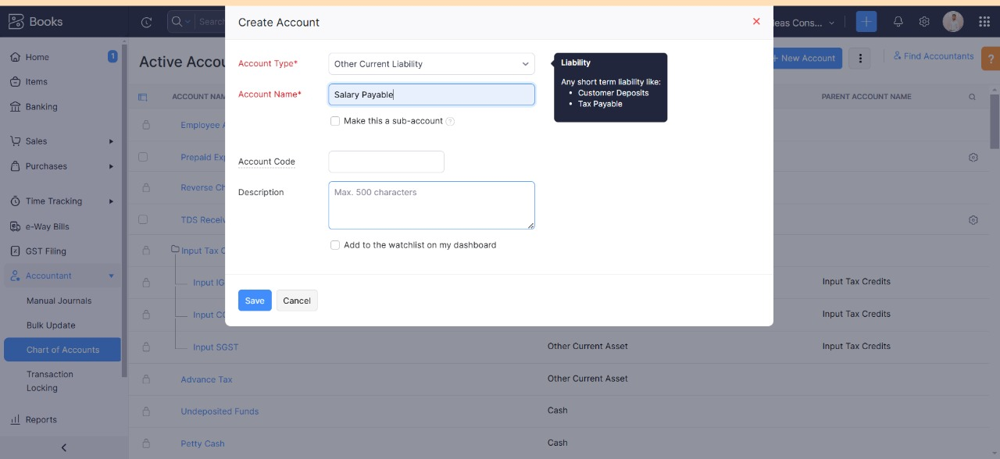 Books
Search
Create Account
eas Cons...
Home
1
Items
Banking
Sales
Purchases
Time Tracking
e-Way Bills
GST Filing
Accountant
Manual Journals
Bulk Update
Chart of Accounts
Transaction
Locking
Reports
Active Accou
New Account
Find Accountants
?
ACCOUNT NAM
PARENT ACCOUNT NAME
Account Type*
Other Current Liability
Account Name*
Salary Payable
Make this a sub-account ?
Liability
Any short term liability like:
• Customer Deposits
• Tax Payable
Account Code
Description
Max. 500 characters
Add to the watchlist on my dashboard
Save
Cancel
Employee A
Prepaid Exp
Reverse Ch
TDS Receiv
Input Tax C
Input IG
Input Tax Credits
Input CG
Input Tax Credits
Input SGST
Other Current Asset
Input Tax Credits
Advance Tax
Other Current Asset
Undeposited Funds
Cash
Petty Cash
Cash